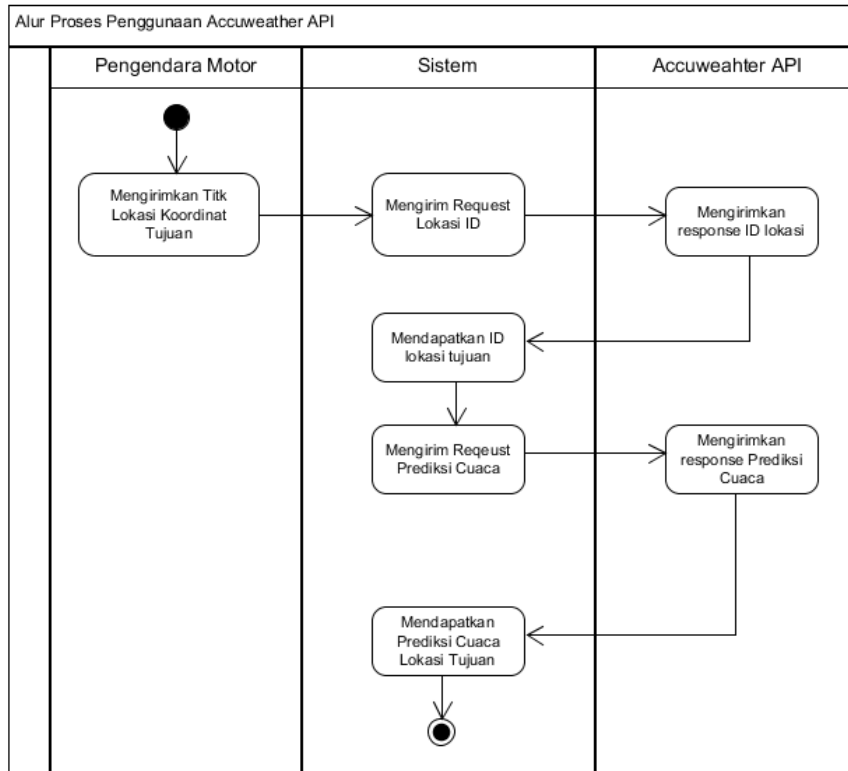 Alur Proses Penggunaan Accuweather API
Pengendara Motor
Sistem
Accuweahter API
Mengirimkan Titk
Lokasi Koordinat
Tujuan
Mengirim Request
Lokasi ID
Mengirimkan
response ID lokasi
Mendapatkan ID
lokasi tujuan
Mengirim Reqeust
Prediksi Cuaca
Mengirimkan
response Prediksi
Cuaca
Mendapatkan
Prediksi Cuaca
Lokasi Tujuan